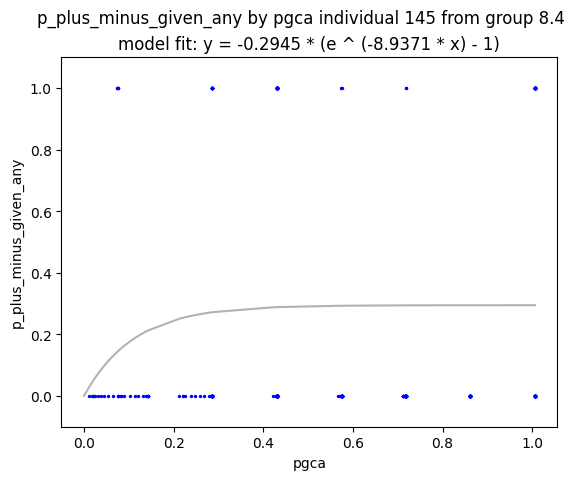 p_plus_minus_given_any by pgca individual 145 from group 8.4
model fit: y = -0.2945 * (e ^ (-8.9371 * x) - 1)
1.0
0.8
0.6
0.4
0.2
0.0
p_plus_minus_given_any
0.0 0.2 0.4 0.6 0.8 1.0
pgca